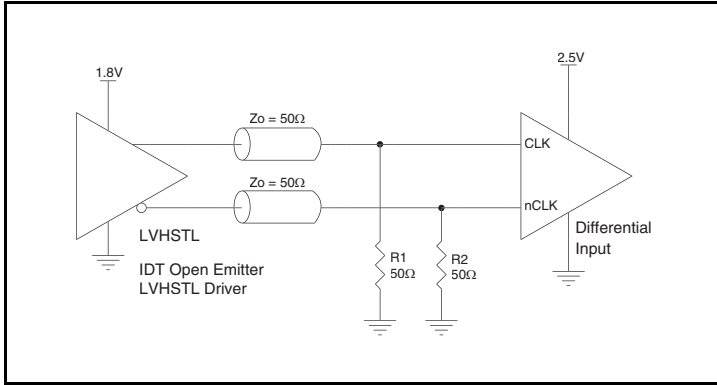 1.8V
2.5V
Zo = 50Ω
CLK
Zo = 50Ω
nCLK
LVHSTL
Differential
Input
IDT Open Emitter
LVHSTL Driver
R1
50Ω
R2
50Ω